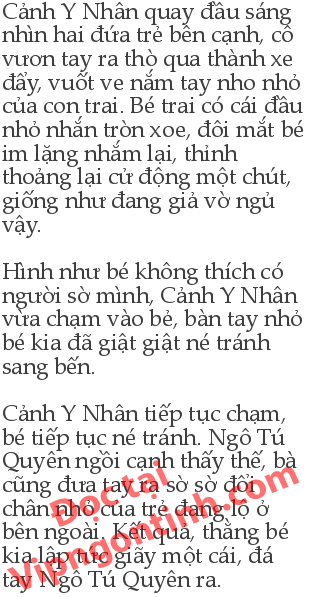 Cảnh Y Nhân quay đầu sáng
nhìn hai đứa trẻ bên cạnh, cô
vươn tay ra thò qua thành xe
đẩy, vuốt ve nắm tay nho nhỏ
của con trai. Bé trai có cái đầu
nhỏ nhắn tròn xoe, đôi mắt bé
im lặng nhắm lại, thỉnh
thoảng lại cử động một chút,
giống như đang giả vờ ngủ
vậy.
Hình như bé không thích có
người sờ mình, Cảnh Y Nhân
vừa chạm vào bẻ, bàn tay nhỏ
bé kia đã giật giật né tránh
sang bến.
Cảnh Y Nhân tiếp tục chạm,
bé tiếp tục né tránh. Ngô Tú
Quyên ngồi cạnh thấy thế, bà
cũng đưa tay ra sờ sờ đôi
chân nhỏ của trẻ đang lộ ở
bên ngoài. Kết quả, thằng bé
kia lập tức giãy một cái, đá
tay Ngô Tú Quyên ra.
Đọc tại
Vipngontinh.com